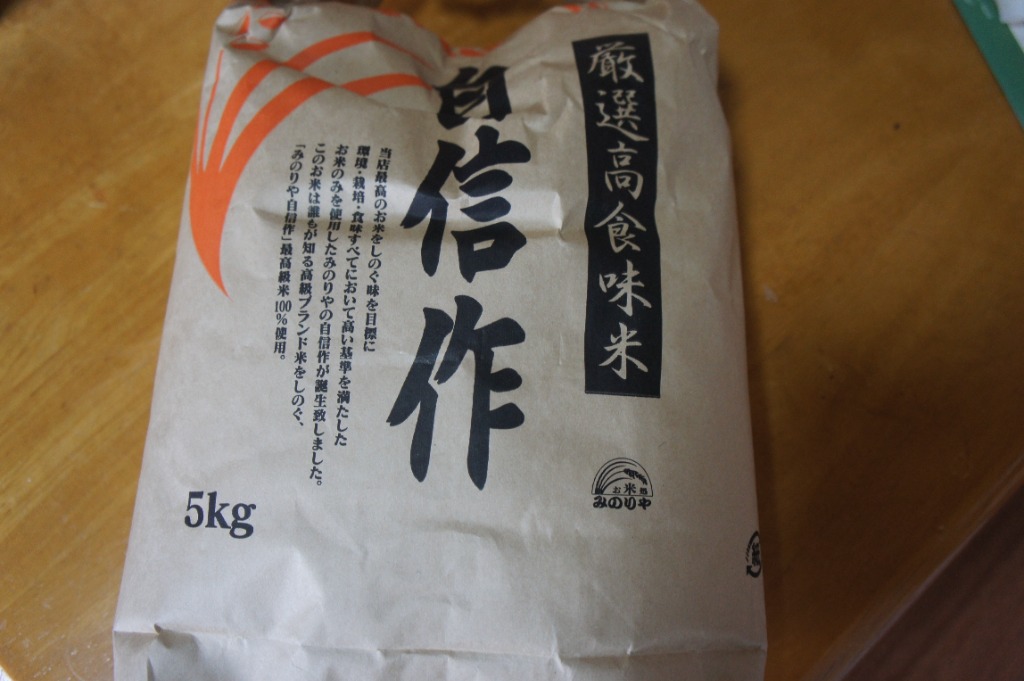 厳選高食味米
自信作
当店最高のお米をしのぐ味を目標に
環境・栽培・食味すべてにおいて高い基準を満たした
お米のみを使用したみのりやの自信作が誕生致しました。
このお米は誰もが知る高級ブランド米をしのぐ、
「みのりや自信作」最高級米100%使用。
5kg
お米館
みのりや